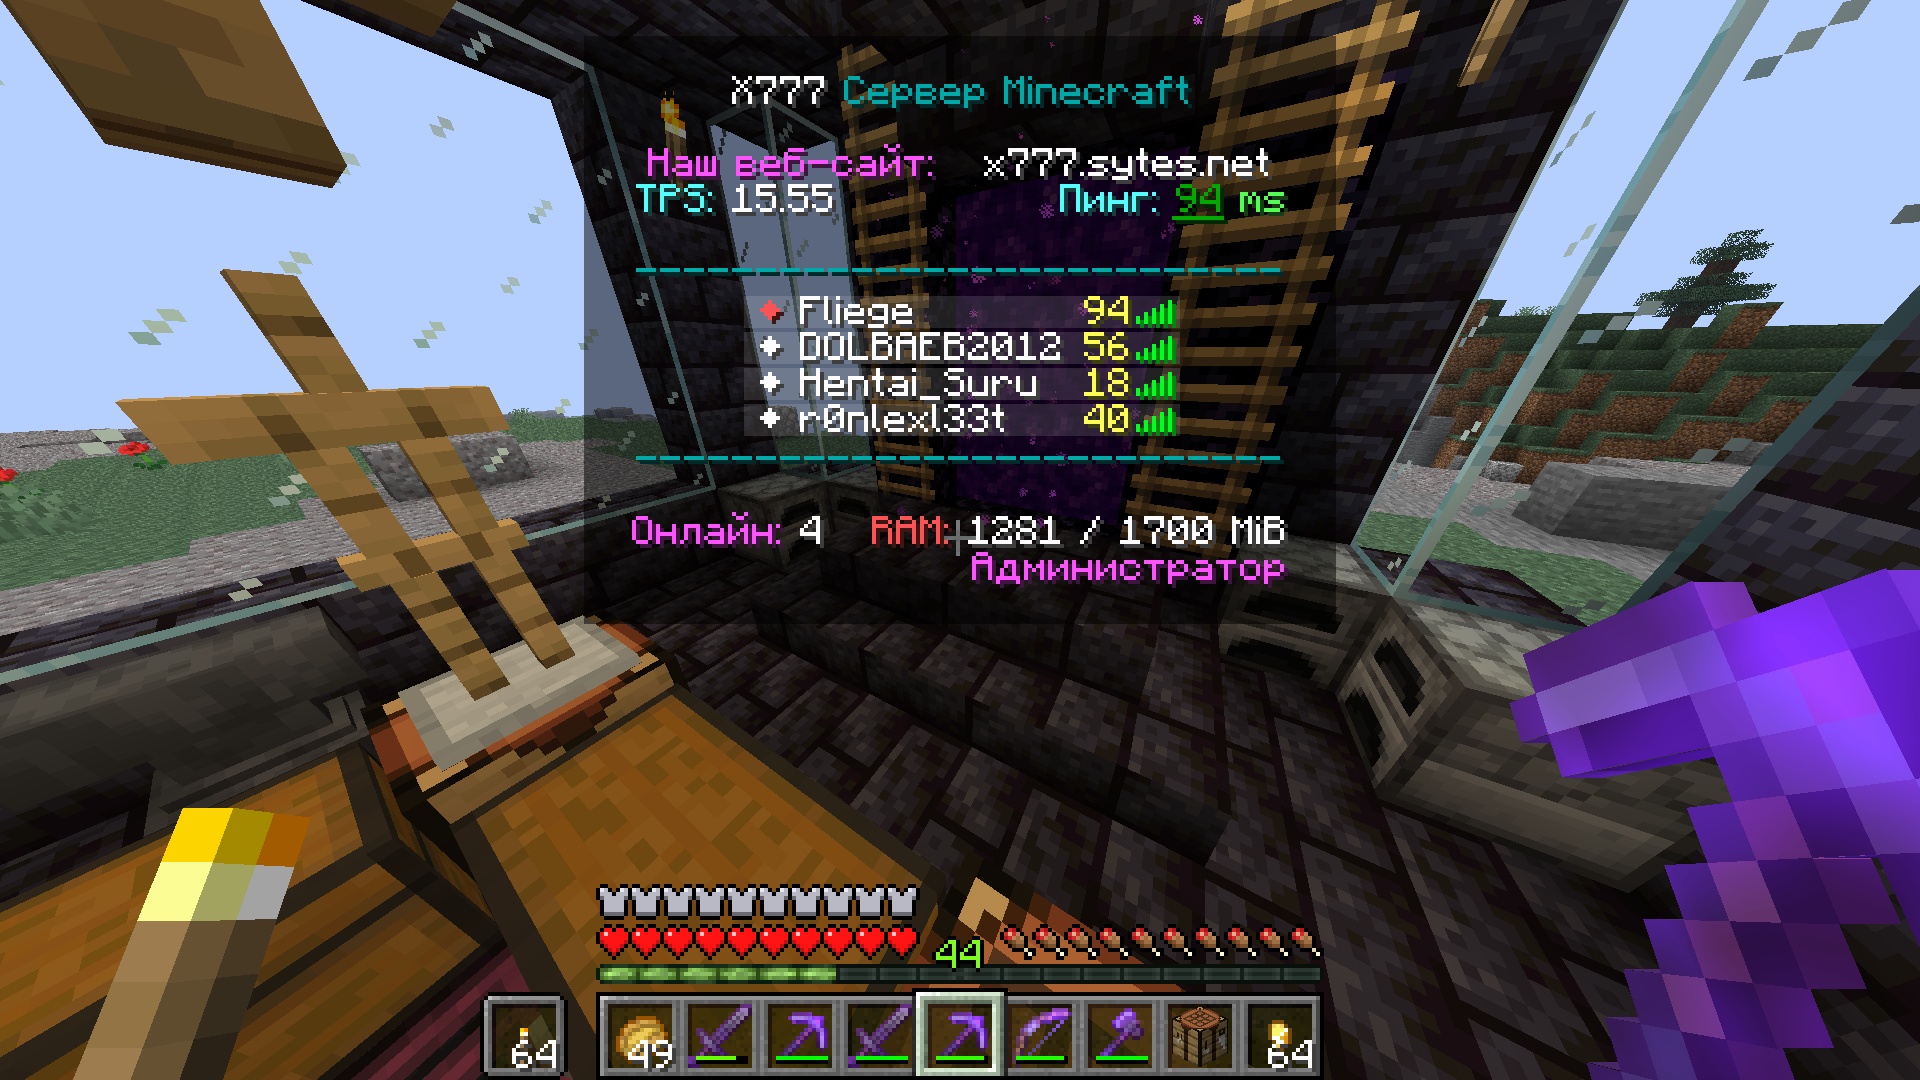 X777 Сервер Minecraft
Наш веб-сайт: x777.sytes.net
TPS: 15.55 Пинг: 94 ms
Fliege 94
DOLBAEB2012 56
Hentai_Suru 18
r0nlexl33t 40
Онлайн: 4 RAM: 1281 / 1700 MiB
Администратор
44
64 49 64